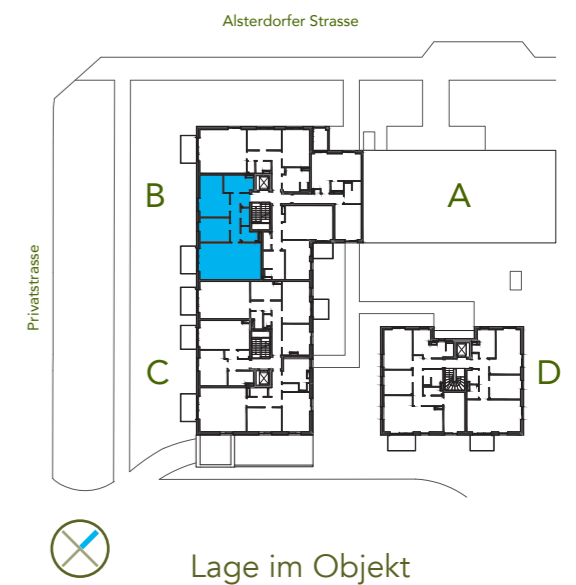 Alsterdorfer Strasse
B
A
Privatstrasse
C
D
Lage im Objekt